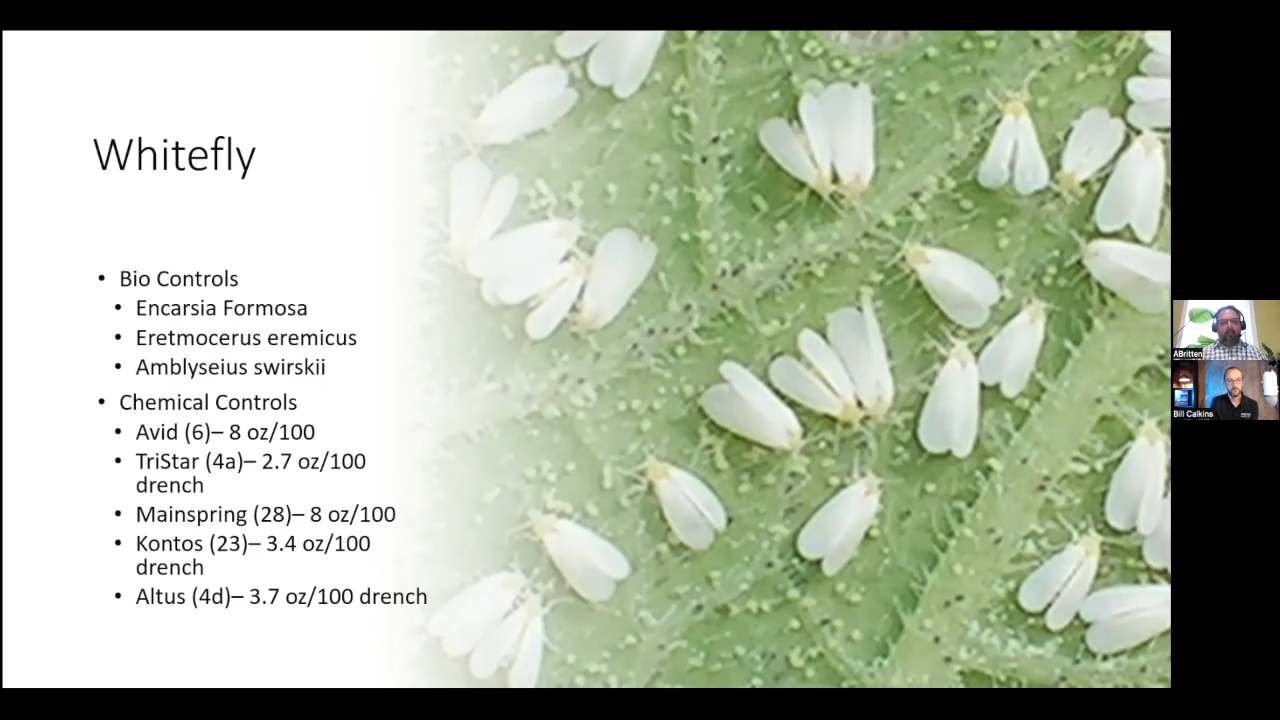 Whitefly
• Bio Controls
• Encarsia Formosa
• Eretmocerus eremicus
• Amblyseius swirskii
• Chemical Controls
• Avid (6)– 8 oz/100
• TriStar (4a)– 2.7 oz/100
drench
• Mainspring (28)– 8 oz/100
• Kontos (23)– 3.4 oz/100
drench
• Altus (4d)– 3.7 oz/100 drench
ABritten
Bill Calkins